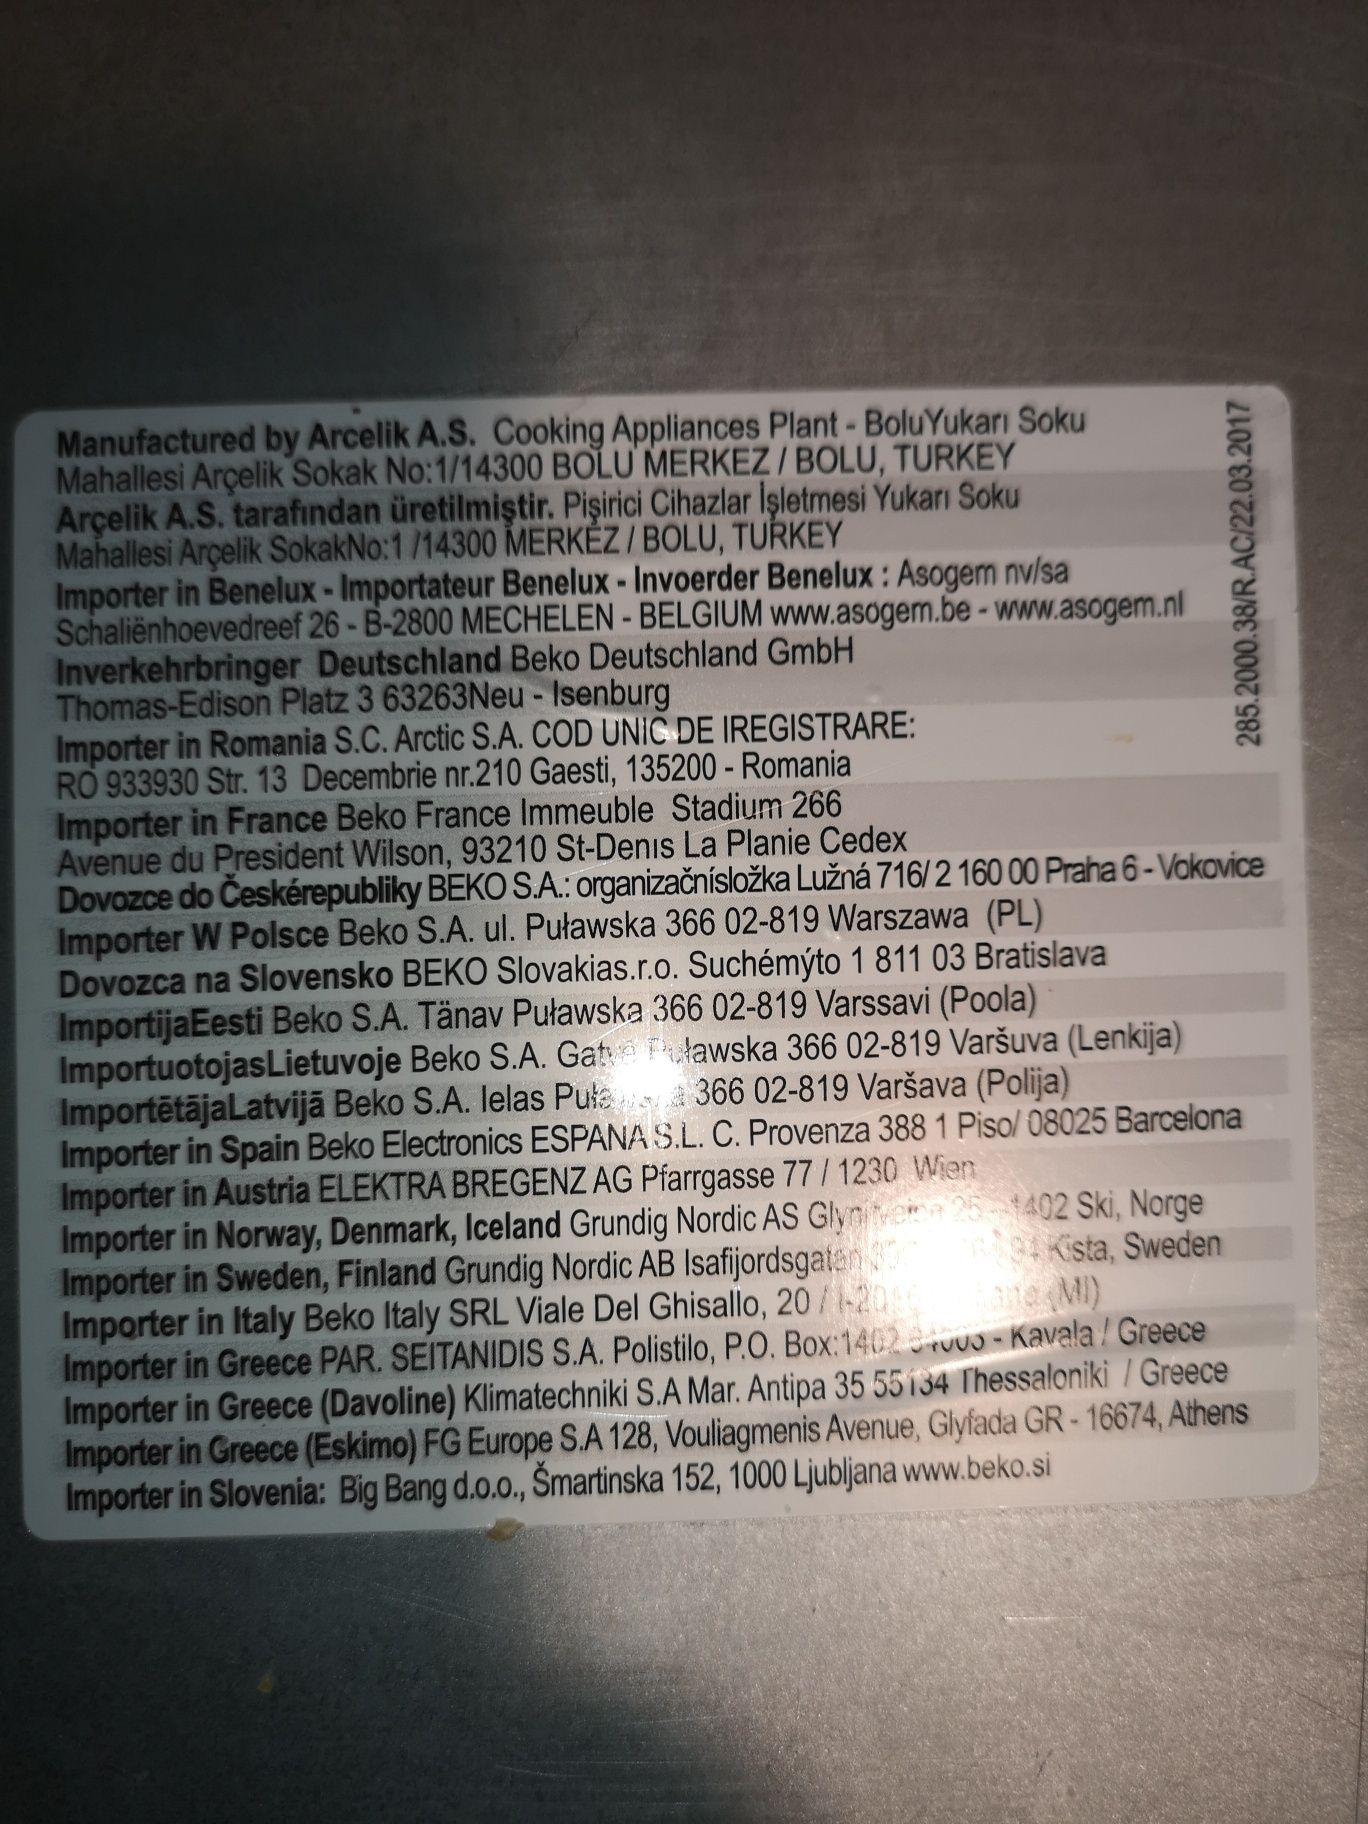 Manufactured by Arcelik A.S. Cooking Appliances Plant - BoluYukarı Soku
Mahallesi Arçelik Sokak No:1/14300 BOLU MERKEZ / BOLU, TURKEY
Arçelik A.S. tarafından üretilmiştir. Pişirici Cihazlar İşletmesi Yukarı Soku
Mahallesi Arçelik SokakNo:1 /14300 MERKEZ / BOLU, TURKEY
Importer in Benelux - Importateur Benelux - Invoerder Benelux : Asogem nv/sa
Schaliënhoevedreef 26 - B-2800 MECHELEN - BELGIUM www.asogem.be - www.asogem.nl
Inverkehrbringer Deutschland Beko Deutschland GmbH
Thomas-Edison Platz 3 63263Neu - Isenburg
Importer in Romania S.C. Arctic S.A. COD UNIC DE IREGISTRARE:
RO 933930 Str. 13 Decembrie nr.210 Gaesti, 135200 - Romania
Importer in France Beko France Immeuble Stadium 266
Avenue du President Wilson, 93210 St-Denıs La Planie Cedex
Dovozce do Českérepubliky BEKO S.A.: organizačnísložka Lužná 716/ 2 160 00 Praha 6 - Vokovice
Importer W Polsce Beko S.A. ul. Puławska 366 02-819 Warszawa (PL)
Dovozca na Slovensko BEKO Slovakias.r.o. Suchémýto 1 811 03 Bratislava
ImportijaEesti Beko S.A. Tänav Puławska 366 02-819 Varssavi (Poola)
ImportuotojasLietuvoje Beko S.A. Gatvė Puławska 366 02-819 Varšuva (Lenkija)
ImportētājaLatvijā Beko S.A. Ielas 366 02-819 Varšava (Polija)
Importer in Spain Beko Electronics ESPANA S.L. C. Provenza 388 1 Piso/ 08025 Barcelona
Importer in Austria ELEKTRA BREGENZ AG Pfarrgasse 77 / 1230 Wien
Importer in Norway, Denmark, Iceland Grundig Nordic AS 1402 Ski, Norge
Importer in Sweden, Finland Grundig Nordic AB Isafjordsgatan Kista, Sweden
Importer in Italy Beko Italy SRL Viale Del Ghisallo, 20 / (MI)
Importer in Greece PAR. SEITANIDIS S.A. Polistilo, P.O. Box:1402 - Kavala / Greece
Importer in Greece (Davoline) Klimatechniki S.A Mar. Antipa 35 55134 Thessaloniki / Greece
Importer in Greece (Eskimo) FG Europe S.A 128, Vouliagmenis Avenue, Glyfada GR - 16674, Athens
Importer in Slovenia: Big Bang d.o.o., Šmartinska 152, 1000 Ljubljana www.beko.si
285.2000.38/R.AC/22.03.2017